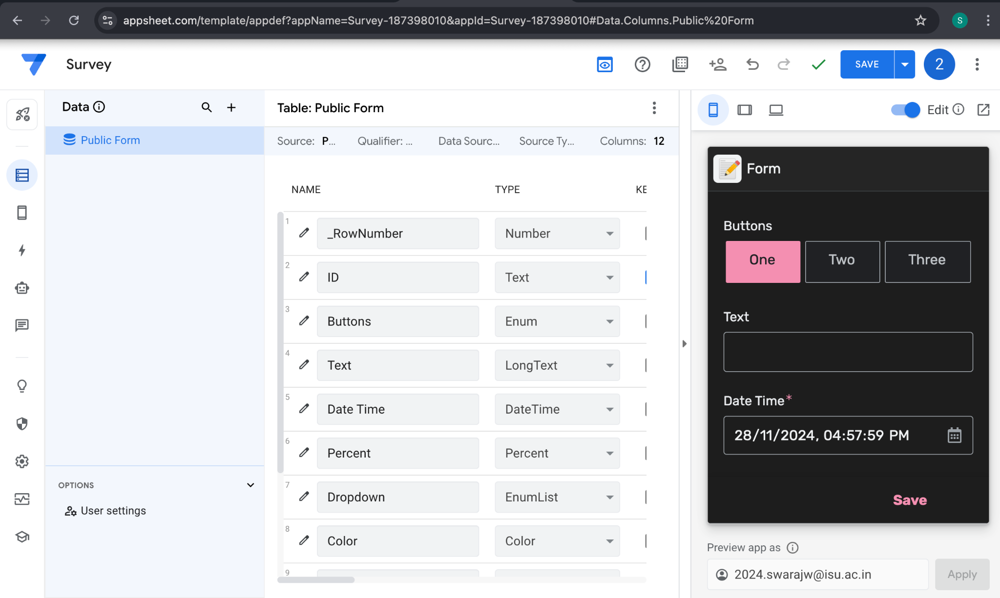 appsheet.com/template/appdef?appName=Survey-187398010&appId=Survey-187398010#Data.Columns.Public%20Form
S
Survey
SAVE
2
Data
Public Form
OPTIONS
User settings
Table: Public Form
Source: P...
Qualifier: ...
Data Sourc...
Source Ty...
Columns: 12
NAME
TYPE
KE
1 _RowNumber Number
2 ID Text
3 Buttons Enum
4 Text LongText
5 Date Time DateTime
6 Percent Percent
7 Dropdown EnumList
8 Color Color
9
Edit
Form
Buttons
One Two Three
Text
Date Time*
28/11/2024, 04:57:59 PM
Save
Preview app as
2024.swarajw@isu.ac.in
Apply